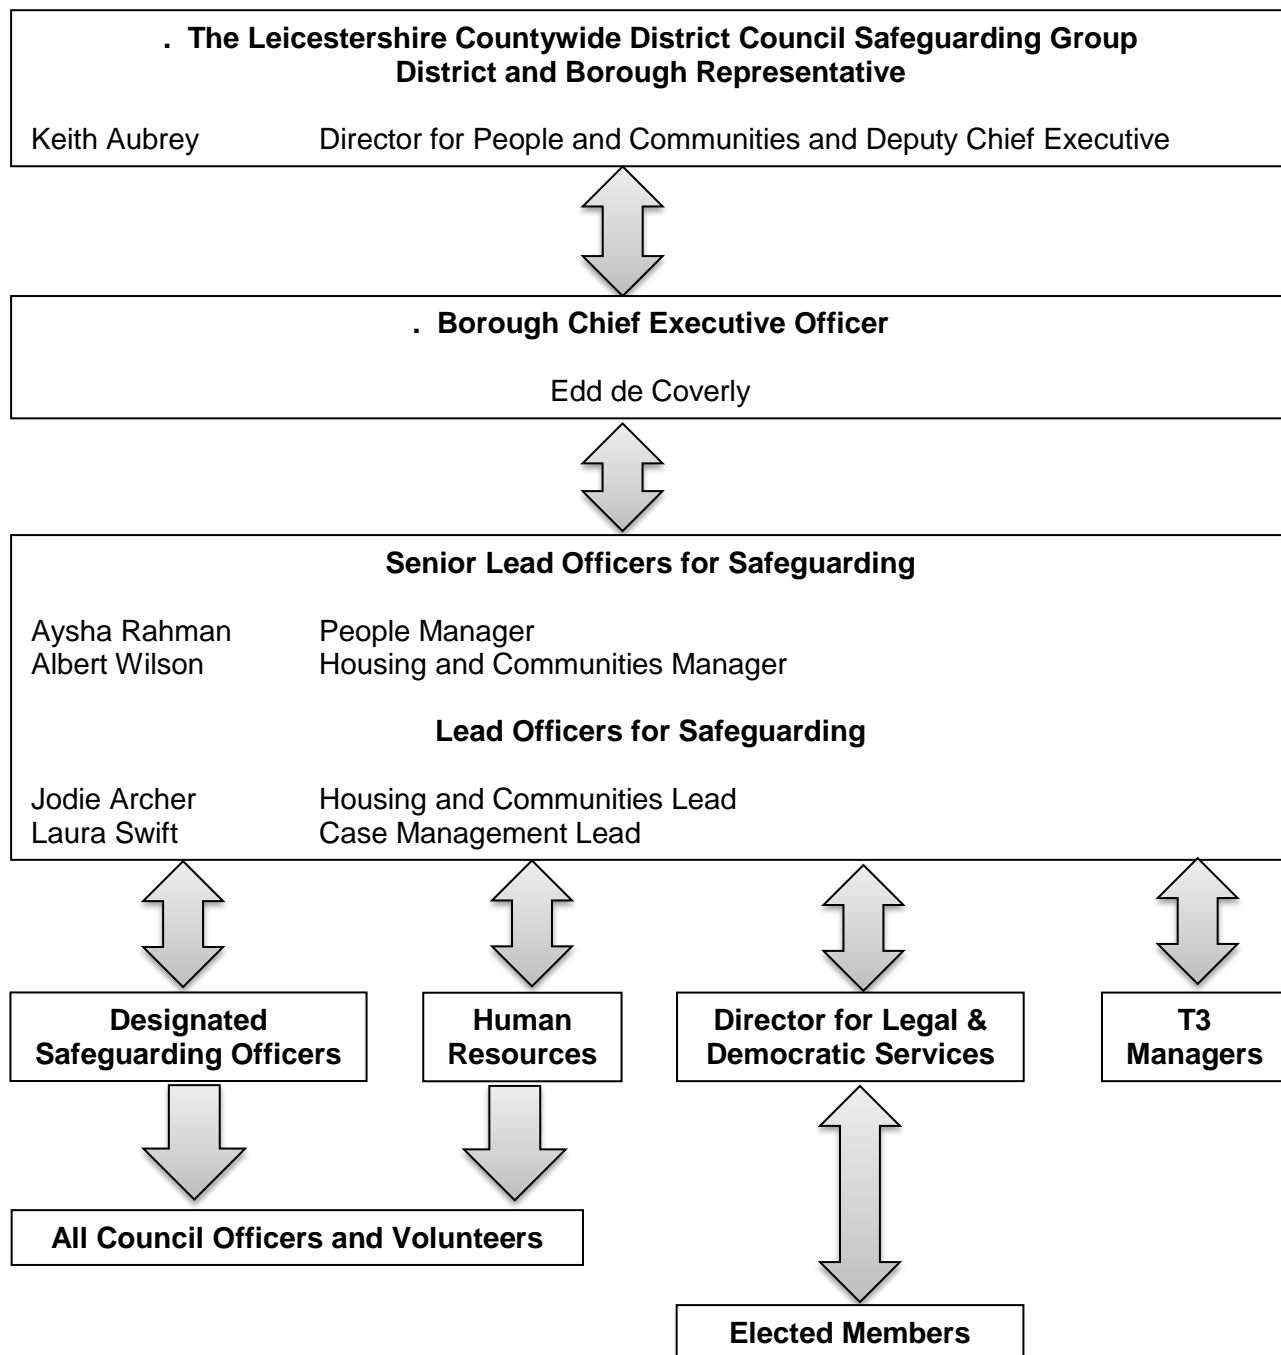 . The Leicestershire Countywide District Council Safeguarding Group
District and Borough Representative
Keith Aubrey Director for People and Communities and Deputy Chief Executive
. Borough Chief Executive Officer
Edd de Coverly
Senior Lead Officers for Safeguarding
Aysha Rahman People Manager
Albert Wilson Housing and Communities Manager
Lead Officers for Safeguarding
Jodie Archer Housing and Communities Lead
Laura Swift Case Management Lead
Designated
Safeguarding Officers
Human
Resources
Director for Legal &
Democratic Services
T3
Managers
All Council Officers and Volunteers
Elected Members